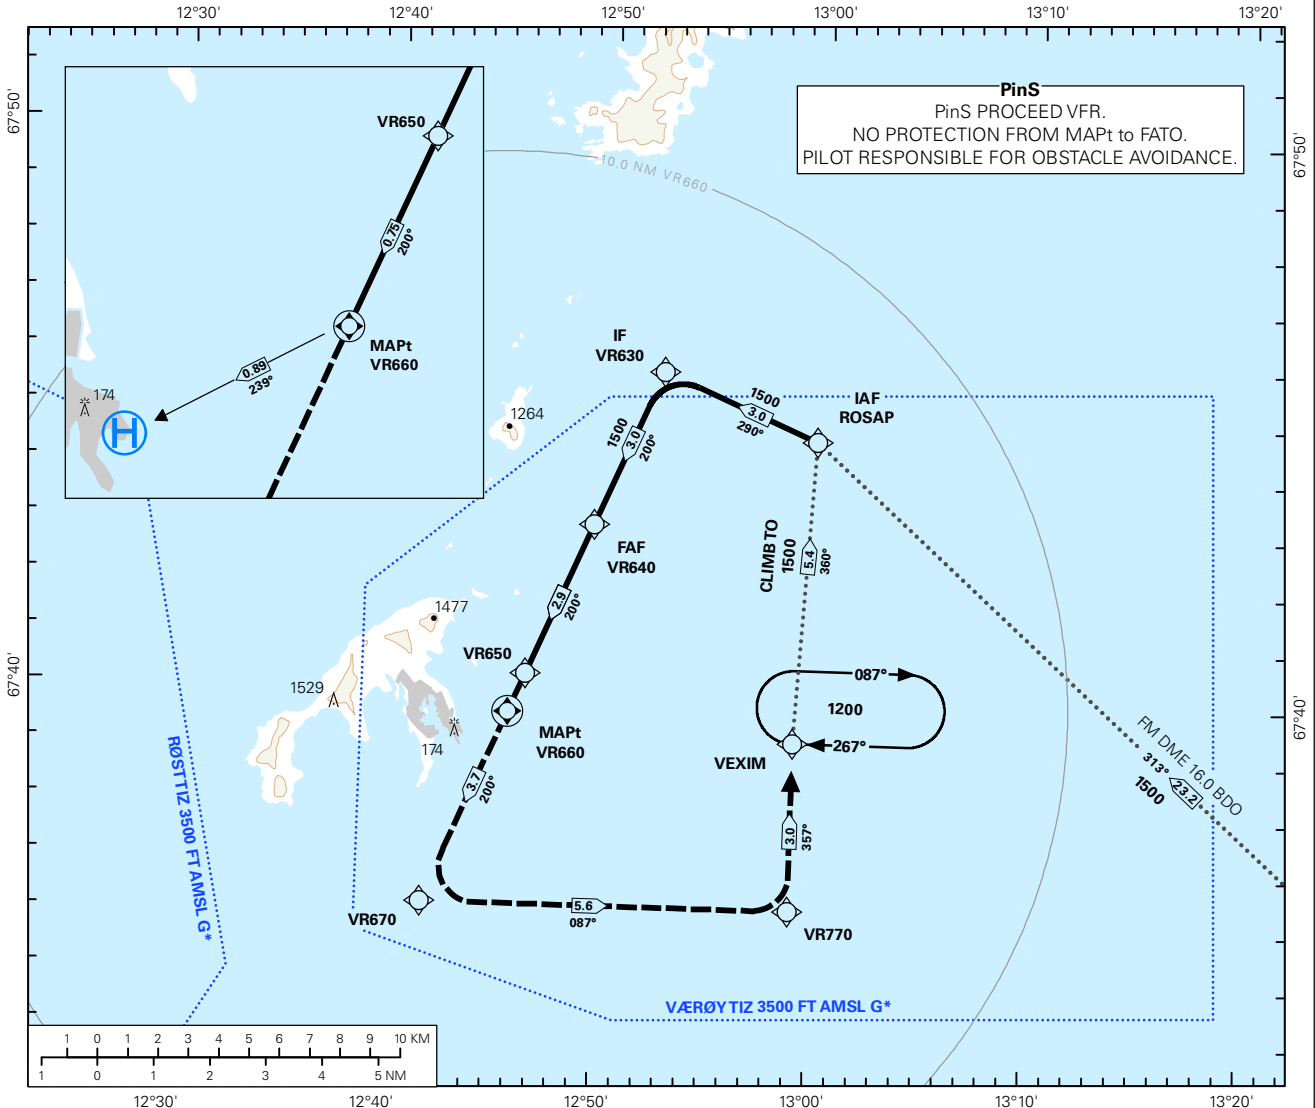 12°30'
12°40'
12°50'
13°00'
13°10'
13°20'
67°50'
67°50'
PinS
PinS PROCEED VFR.
NO PROTECTION FROM MAPt to FATO.
PILOT RESPONSIBLE FOR OBSTACLE AVOIDANCE.
VR650
0.75
200°
MAPt
VR660
0.89
239°
174
H
10.0 NM VR660
IF
VR630
1500
3.0
290°
IAF
ROSAP
1264
1500
3.0
200°
FAF
VR640
CLIMB TO
1500
5.4
360°
2.9
200°
1477
VR650
67°40'
67°40'
1529
174
MAPt
VR660
087°
1200
267°
VEXIM
FM DME 16.0 BDO
313°
23.2
1500
3.7
200°
3.0
357°
RØST TIZ 3500 FT AMSL G*
VR670
5.6
087°
VR770
VÆRØY TIZ 3500 FT AMSL G*
1 0 1 2 3 4 5 6 7 8 9 10 KM
1 0 1 2 3 4 5 NM
12°30'
12°40'
12°50'
13°00'
13°10'
13°20'